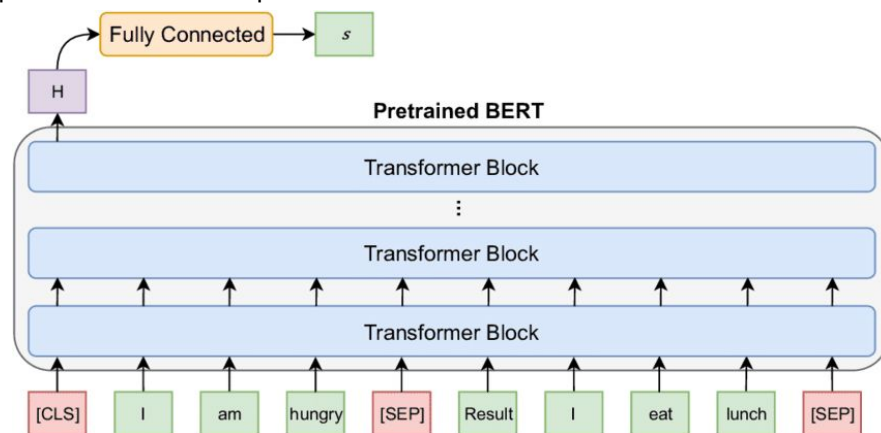 Fully Connected s
H
Pretrained BERT
Transformer Block
⋮
Transformer Block
Transformer Block
[CLS] I am hungry [SEP] Result I eat lunch [SEP]